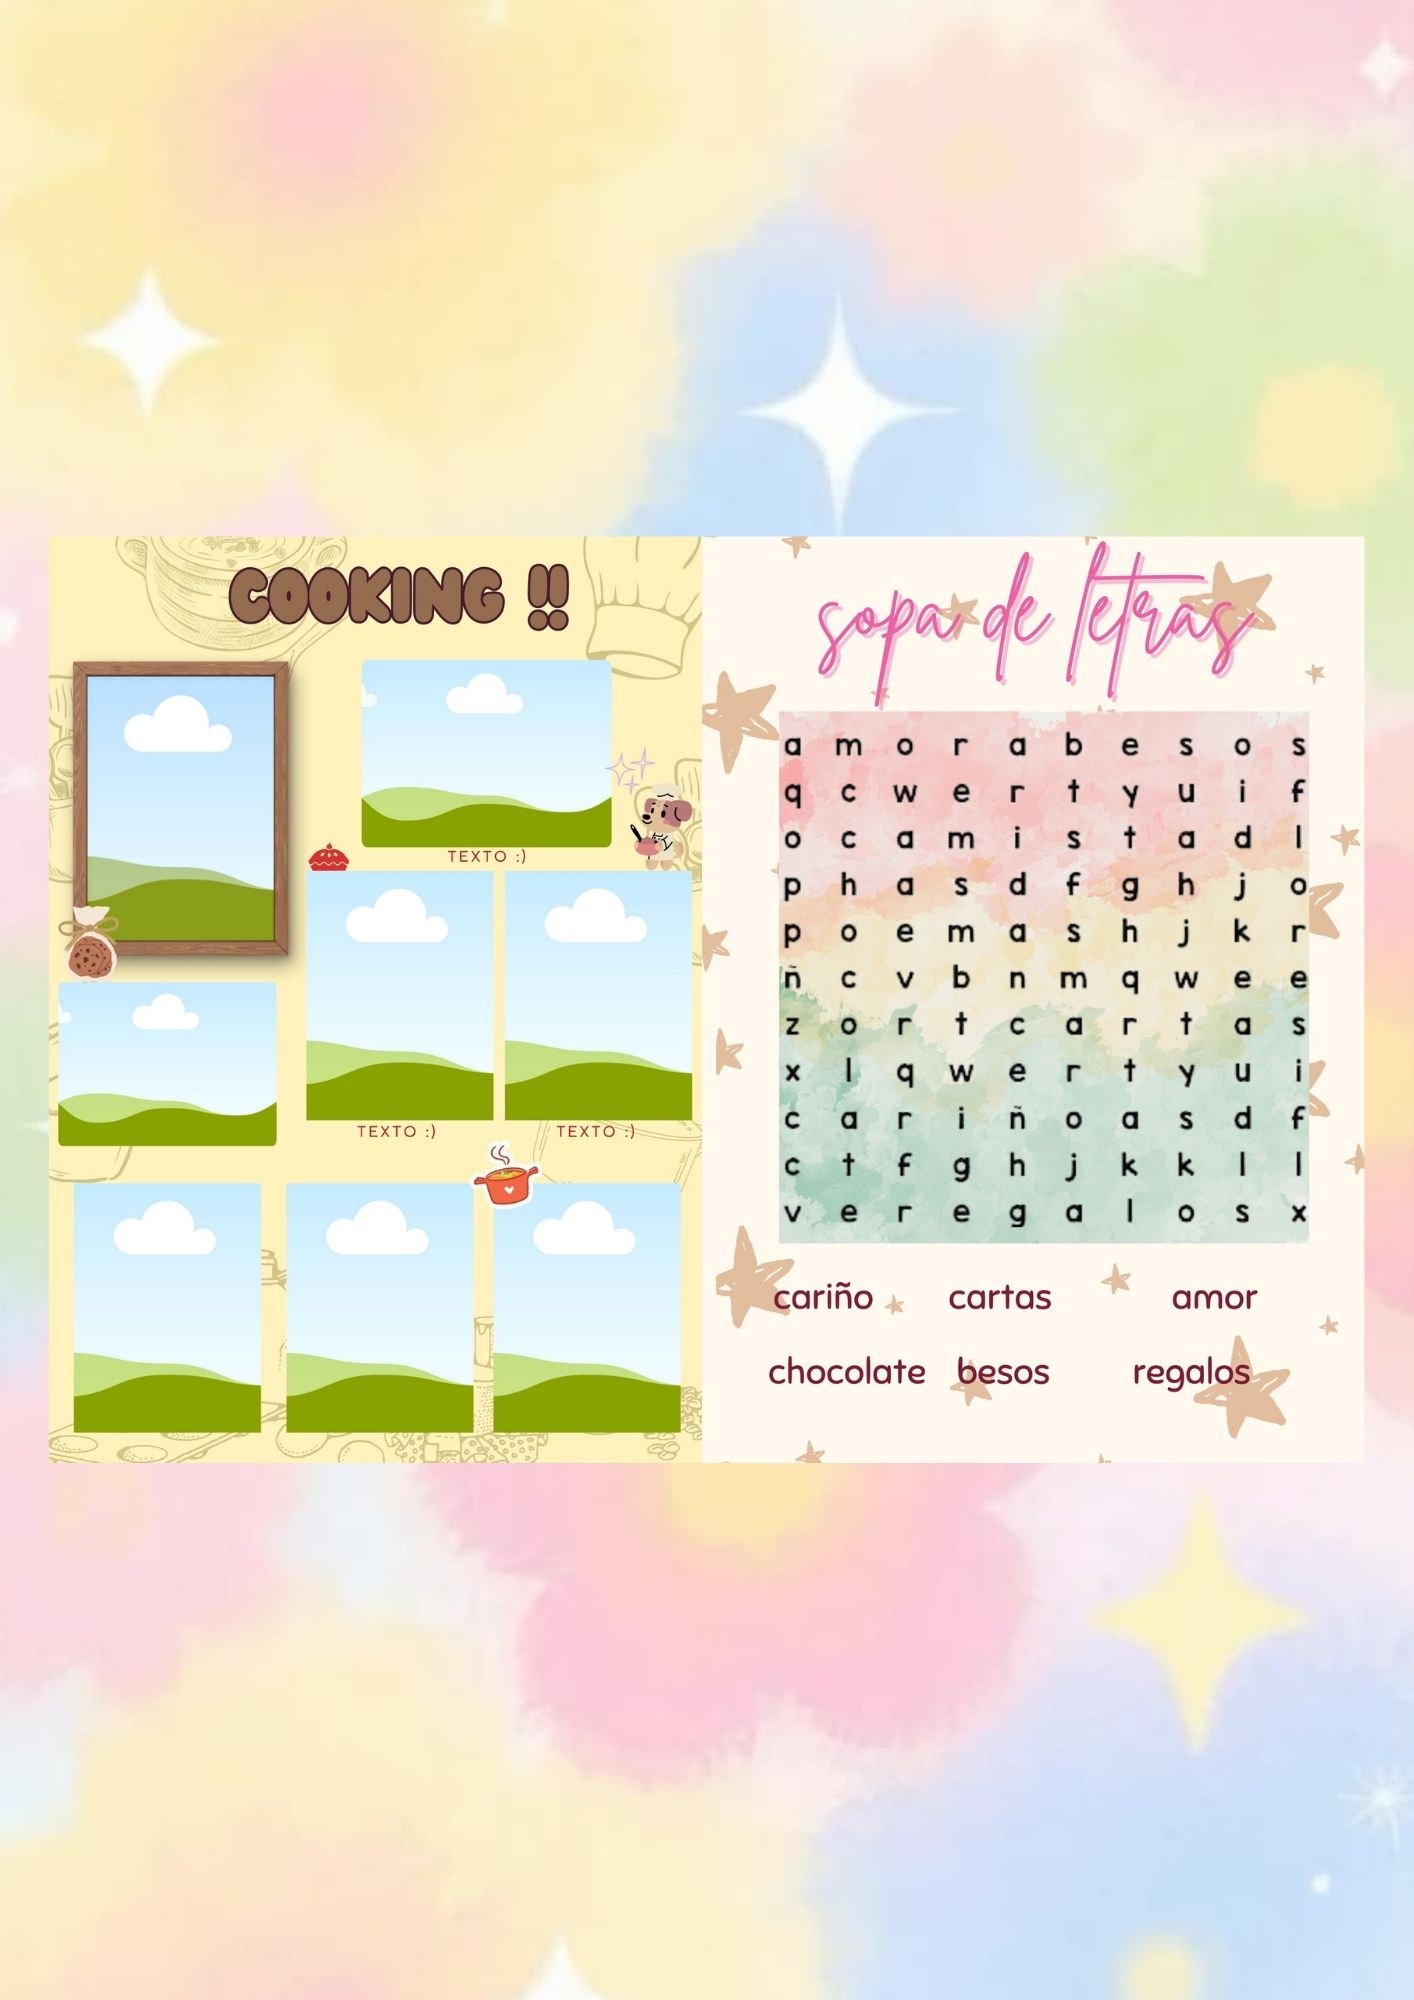 COOKING !!
TEXTO :)
TEXTO :)
TEXTO :)
sopa de letras
a m o r a b e s o s
q c w e r t y u i f
o c a m i s t a d l
p h a s d f g h j o
p o e m a s h j k r
ñ c v b n m q w e e
z o r t c a r t a s
x l q w e r t y u i
c a r i ñ o a s d f
c t f g h j k k l l
v e r e g a l o s x
cariño cartas amor
chocolate besos regalos